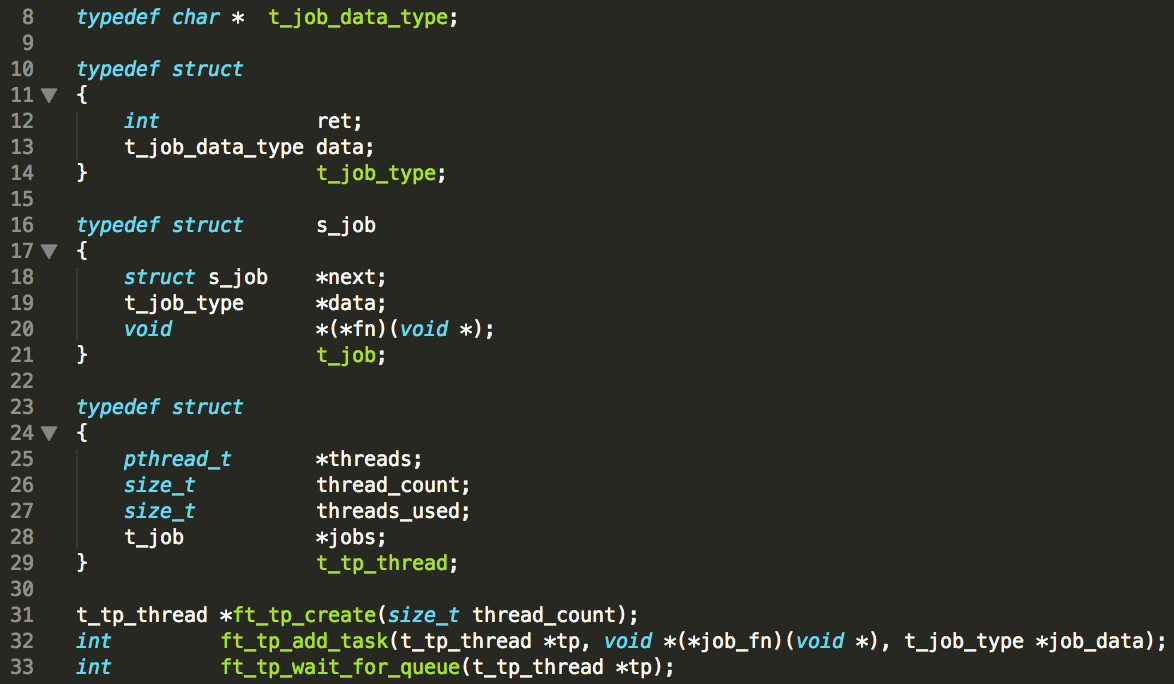 8 typedef char * t_job_data_type;
9
10 typedef struct
11 {
12 int ret;
13 t_job_data_type data;
14 } t_job_type;
15
16 typedef struct s_job
17 {
18 struct s_job *next;
19 t_job_type *data;
20 void *(*fn)(void *);
21 } t_job;
22
23 typedef struct
24 {
25 pthread_t *threads;
26 size_t thread_count;
27 size_t threads_used;
28 t_job *jobs;
29 } t_tp_thread;
30
31 t_tp_thread *ft_tp_create(size_t thread_count);
32 int ft_tp_add_task(t_tp_thread *tp, void *(*job_fn)(void *), t_job_type *job_data);
33 int ft_tp_wait_for_queue(t_tp_thread *tp);